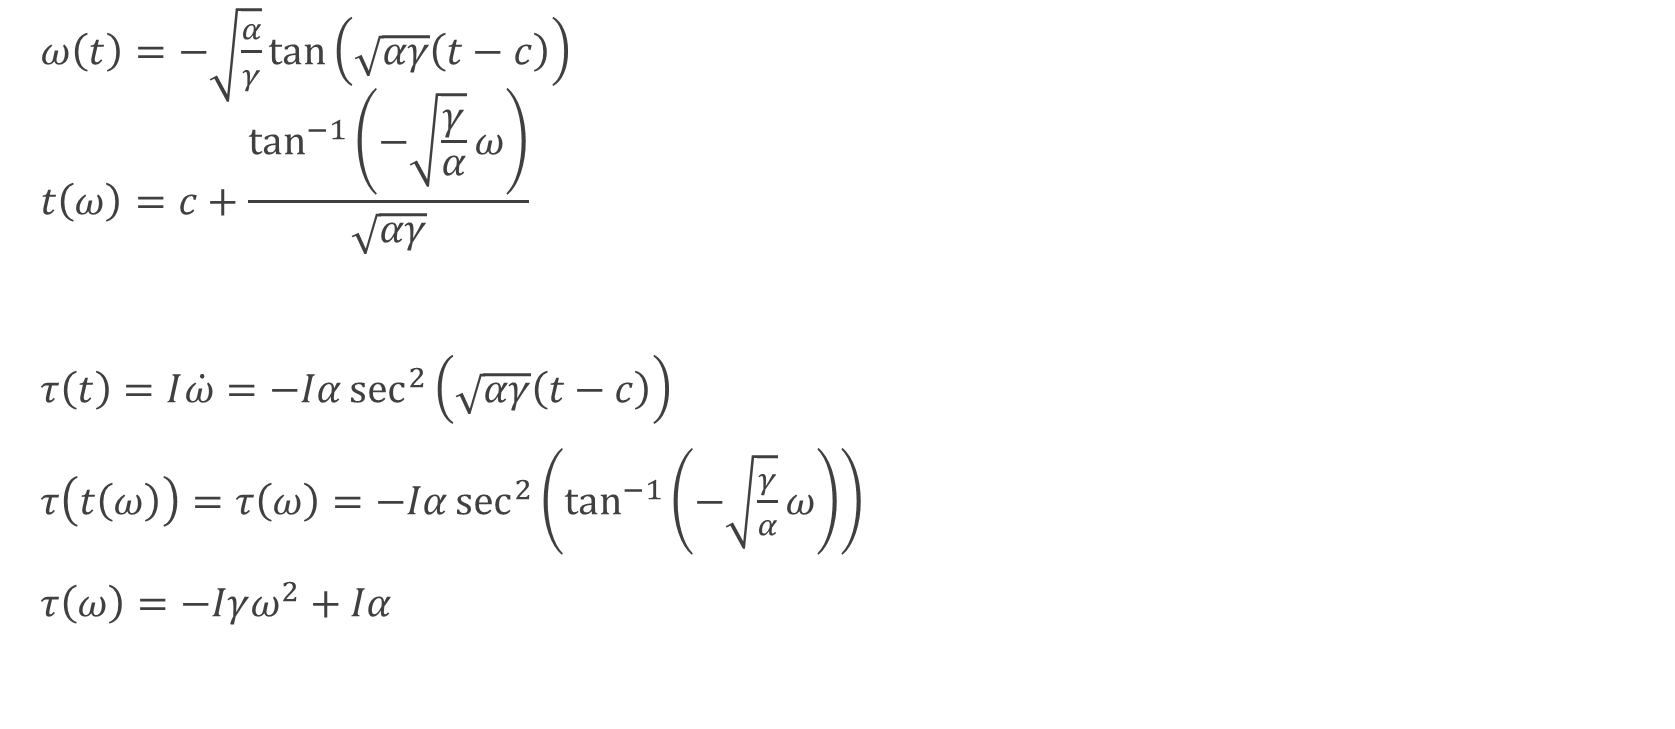 ω(t) = −√(α/γ) tan(√(αγ)(t − c))
t(ω) = c + tan⁻¹(−√(γ/α) ω) / √(αγ)
τ(t) = Iω̇ = −Iα sec²(√(αγ)(t − c))
τ(t(ω)) = τ(ω) = −Iα sec²(tan⁻¹(−√(γ/α) ω))
τ(ω) = −Iγω² + Iα